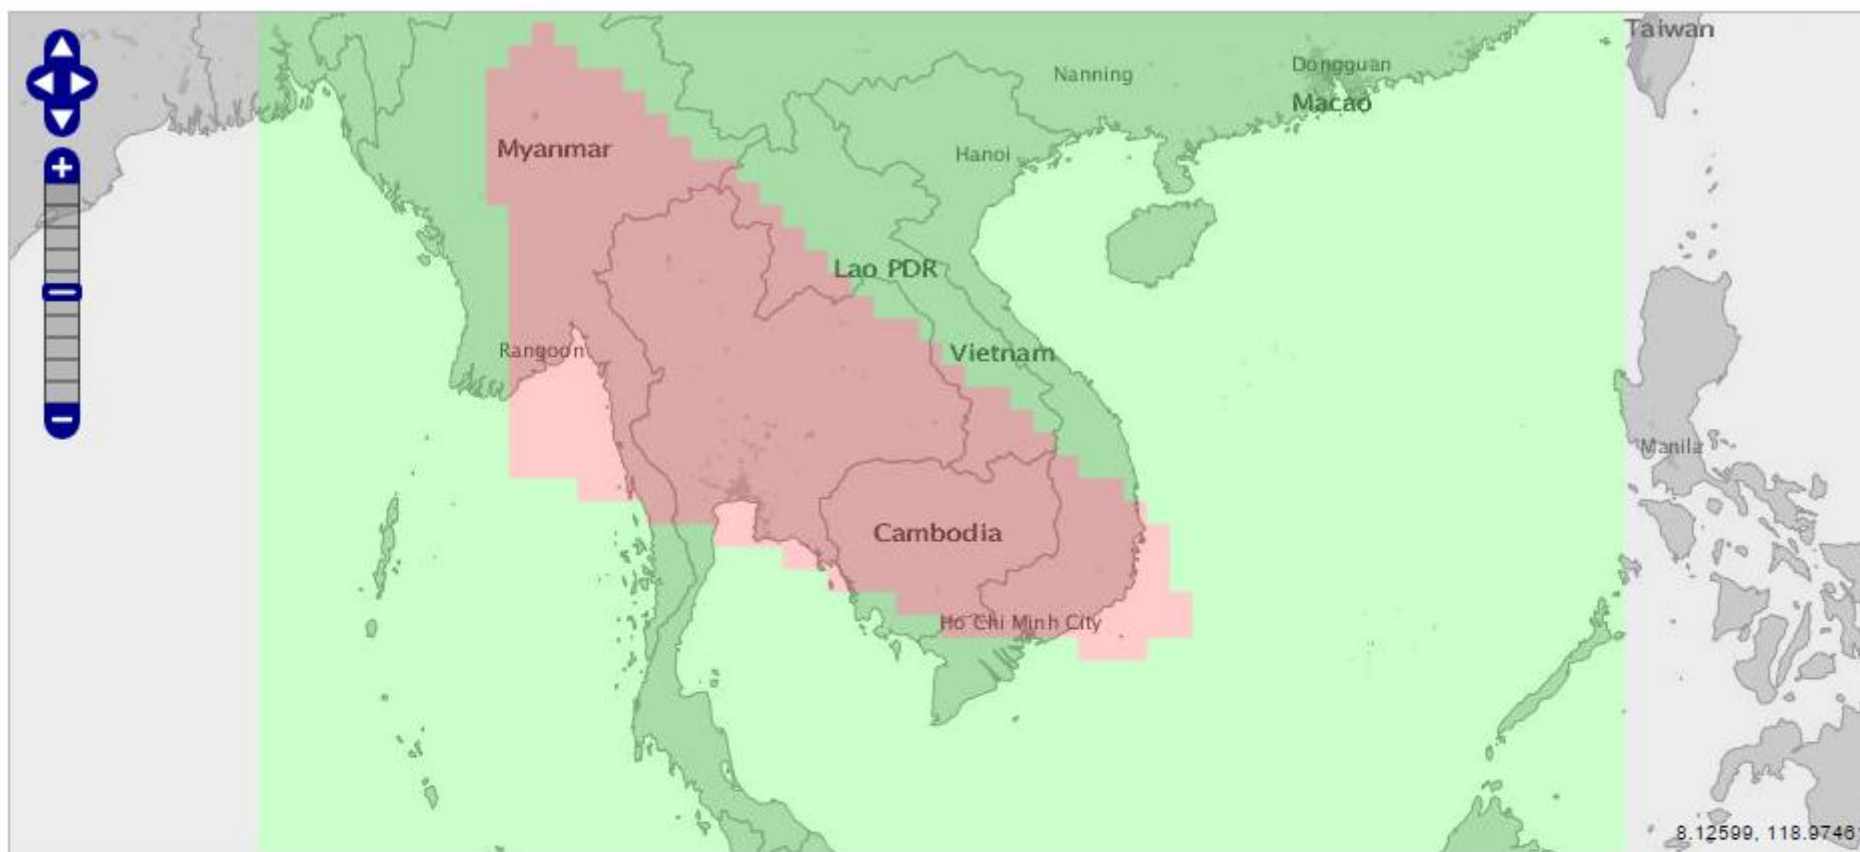 Taiwan
Dongguan
Nanning
Macao
Myanmar
Hanoi
Lao PDR
Rangoon
Vietnam
Manila
Cambodia
Ho Chi Minh City
8.12599, 118.9746